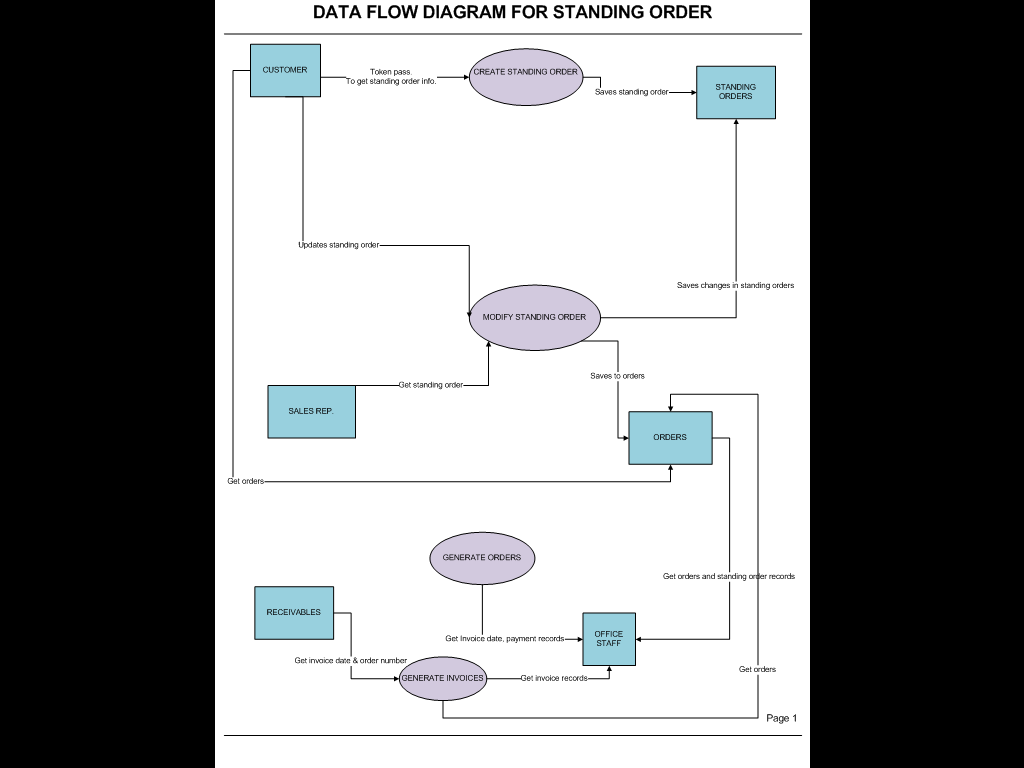 DATA FLOW DIAGRAM FOR STANDING ORDER
CUSTOMER
Token pass.
To get standing order info.
CREATE STANDING ORDER
Saves standing order
STANDING
ORDERS
Updates standing order
Saves changes in standing orders
MODIFY STANDING ORDER
Saves to orders
Get standing order
SALES REP.
ORDERS
Get orders
GENERATE ORDERS
Get orders and standing order records
RECEIVABLES
Get Invoice date, payment records
OFFICE
STAFF
Get invoice date & order number
Get orders
GENERATE INVOICES
Get invoice records
Page 1